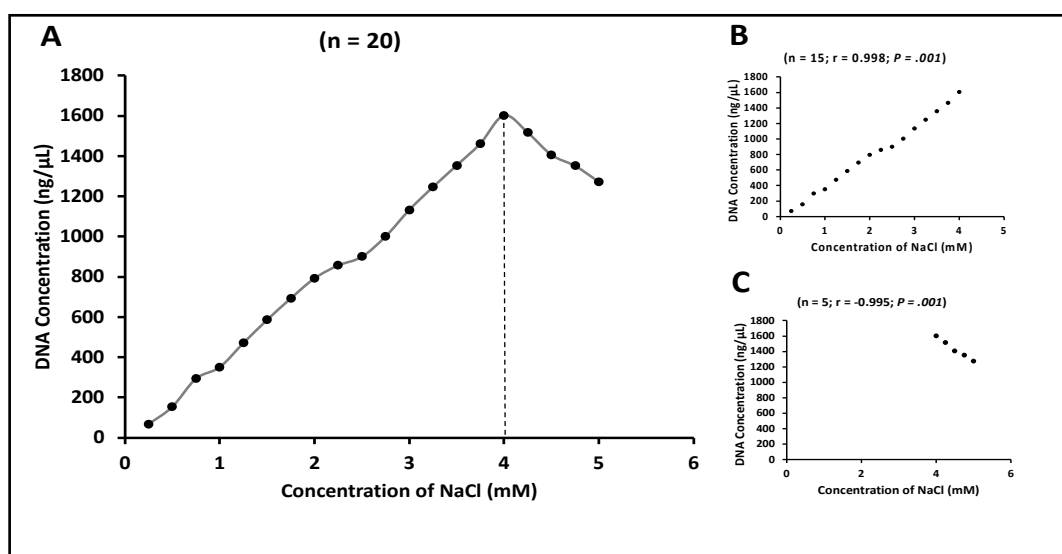 A
(n = 20)
DNA Concentration (ng/µL)
1800
1600
1400
1200
1000
800
600
400
200
0
0 1 2 3 4 5 6
Concentration of NaCl (mM)
B
(n = 15; r = 0.998; P = .001)
DNA Concentration (ng/µL)
1800
1600
1400
1200
1000
800
600
400
200
0
0 1 2 3 4 5
Concentration of NaCl (mM)
C
(n = 5; r = -0.995; P = .001)
DNA Concentration (ng/µL)
1800
1600
1400
1200
1000
800
600
400
200
0
0 2 4 6
Concentration of NaCl (mM)